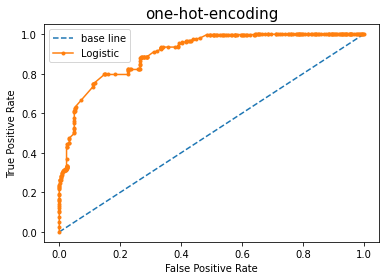 one-hot-encoding
base line
Logistic
True Positive Rate
1.0
0.8
0.6
0.4
0.2
0.0
0.0 0.2 0.4 0.6 0.8 1.0
False Positive Rate